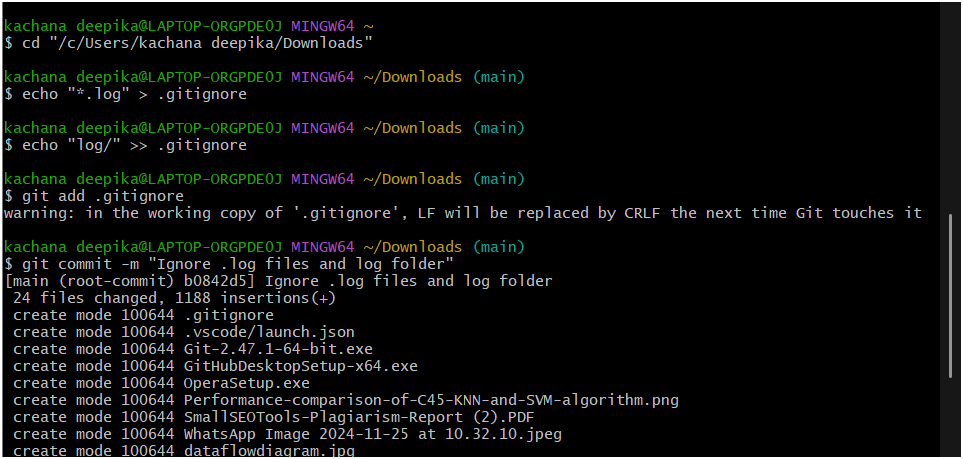 kachana deepika@LAPTOP-ORGPDE0J MINGW64 ~
$ cd "/c/Users/kachana deepika/Downloads"
kachana deepika@LAPTOP-ORGPDE0J MINGW64 ~/Downloads (main)
$ echo "*.log" > .gitignore
kachana deepika@LAPTOP-ORGPDE0J MINGW64 ~/Downloads (main)
$ echo "log/" >> .gitignore
kachana deepika@LAPTOP-ORGPDE0J MINGW64 ~/Downloads (main)
$ git add .gitignore
warning: in the working copy of '.gitignore', LF will be replaced by CRLF the next time Git touches it
kachana deepika@LAPTOP-ORGPDE0J MINGW64 ~/Downloads (main)
$ git commit -m "Ignore .log files and log folder"
[main (root-commit) b0842d5] Ignore .log files and log folder
 24 files changed, 1188 insertions(+)
 create mode 100644 .gitignore
 create mode 100644 .vscode/launch.json
 create mode 100644 Git-2.47.1-64-bit.exe
 create mode 100644 GitHubDesktopSetup-x64.exe
 create mode 100644 OperaSetup.exe
 create mode 100644 Performance-comparison-of-C45-KNN-and-SVM-algorithm.png
 create mode 100644 SmallSEOTools-Plagiarism-Report (2).PDF
 create mode 100644 WhatsApp Image 2024-11-25 at 10.32.10.jpeg
 create mode 100644 dataflowdiagram.jpg